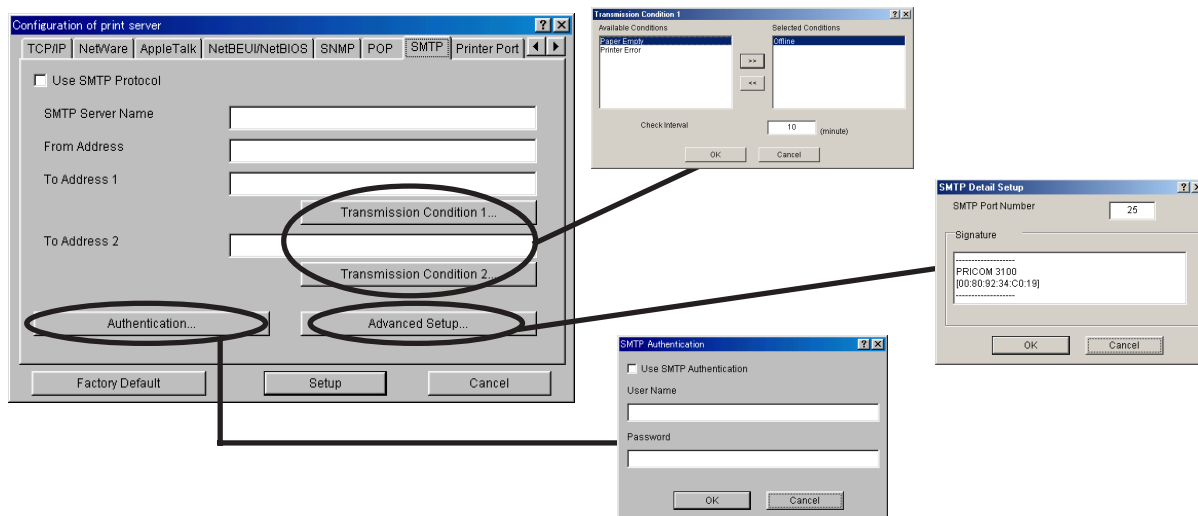 Configuration of print server
TCP/IP NetWare AppleTalk NetBEUI/NetBIOS SNMP POP SMTP Printer Port
Use SMTP Protocol
SMTP Server Name
From Address
To Address 1
Transmission Condition 1...
To Address 2
Transmission Condition 2...
Authentication... Advanced Setup...
Factory Default Setup Cancel
Transmission Condition 1
Available Conditions Selected Conditions
Paper Empty Offline
Printer Error
>>
<<
Check Interval 10 (minute)
OK Cancel
SMTP Detail Setup
SMTP Port Number 25
Signature
------------------
PRICOM 3100
[00:80:92:34:C0:19]
------------------
OK Cancel
SMTP Authentication
Use SMTP Authentication
User Name
Password
OK Cancel